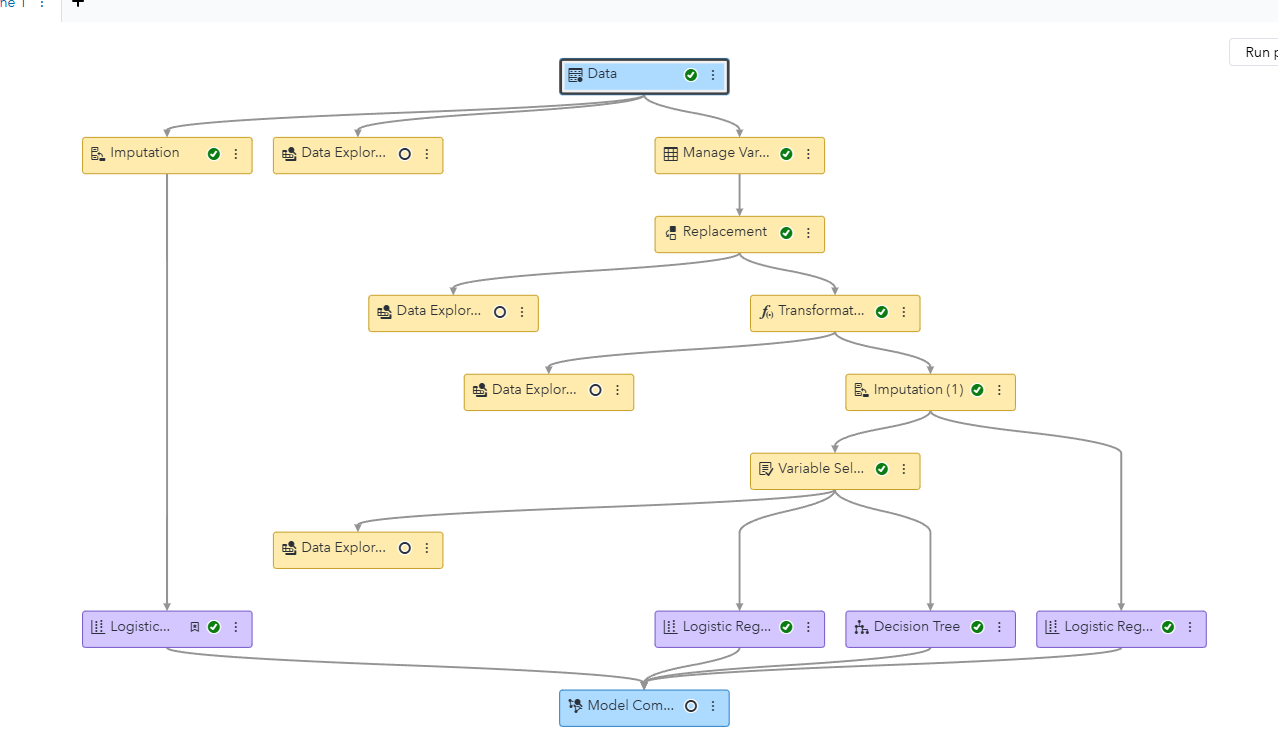 ne 1
Run p
Data
Imputation
Data Explor...
Manage Var...
Replacement
Data Explor...
Transformat...
Data Explor...
Imputation (1)
Variable Sel...
Data Explor...
Logistic...
Logistic Reg...
Decision Tree
Logistic Reg...
Model Com...